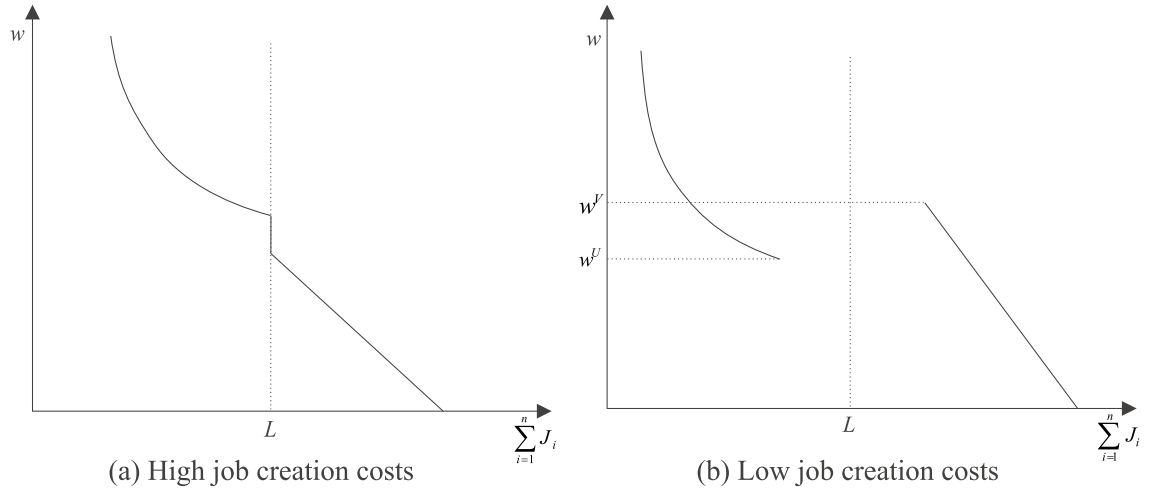 w
L
n
∑ J_i
i=1
(a) High job creation costs
w
w^V
w^U
L
n
∑ J_i
i=1
(b) Low job creation costs